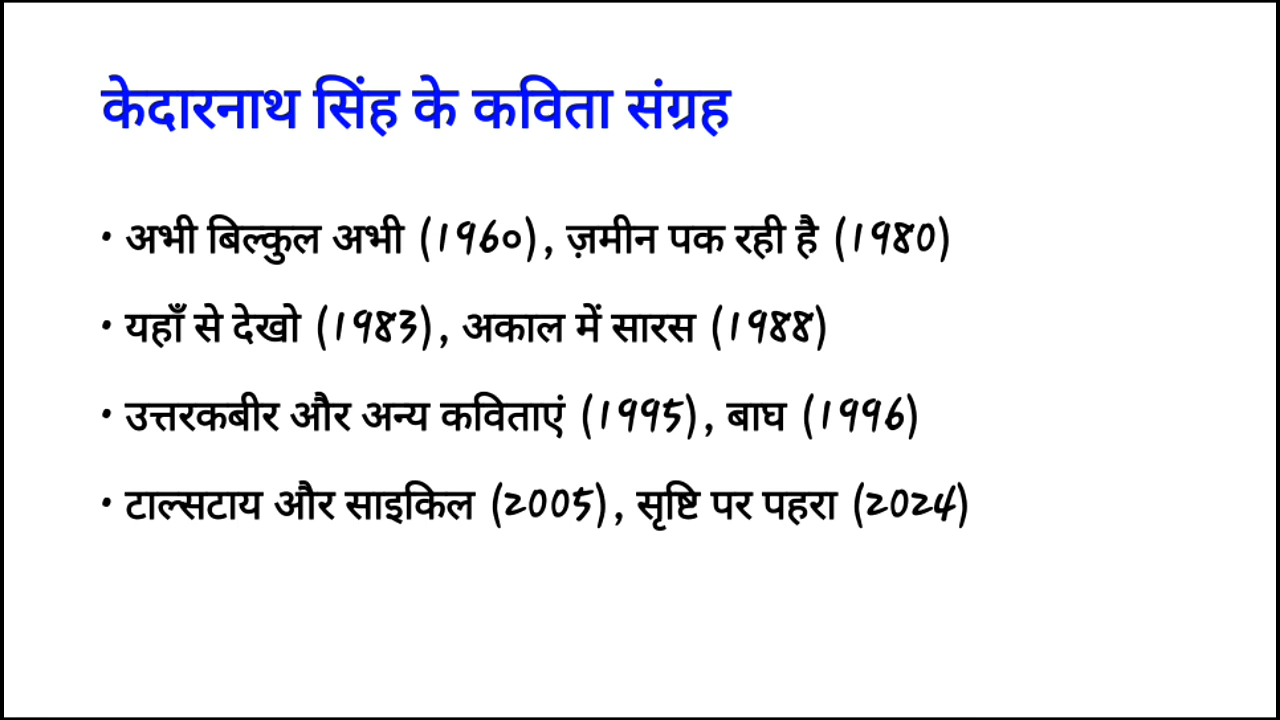 केदारनाथ सिंह के कविता संग्रह
• अभी बिल्कुल अभी (196०), ज़मीन पक रही है (1980)
• यहाँ से देखो (1983), अकाल में सारस (1988)
• उत्तरकबीर और अन्य कविताएं (1995), बाघ (1996)
• टाल्सटाय और साइकिल (2005), सृष्टि पर पहरा (2024)